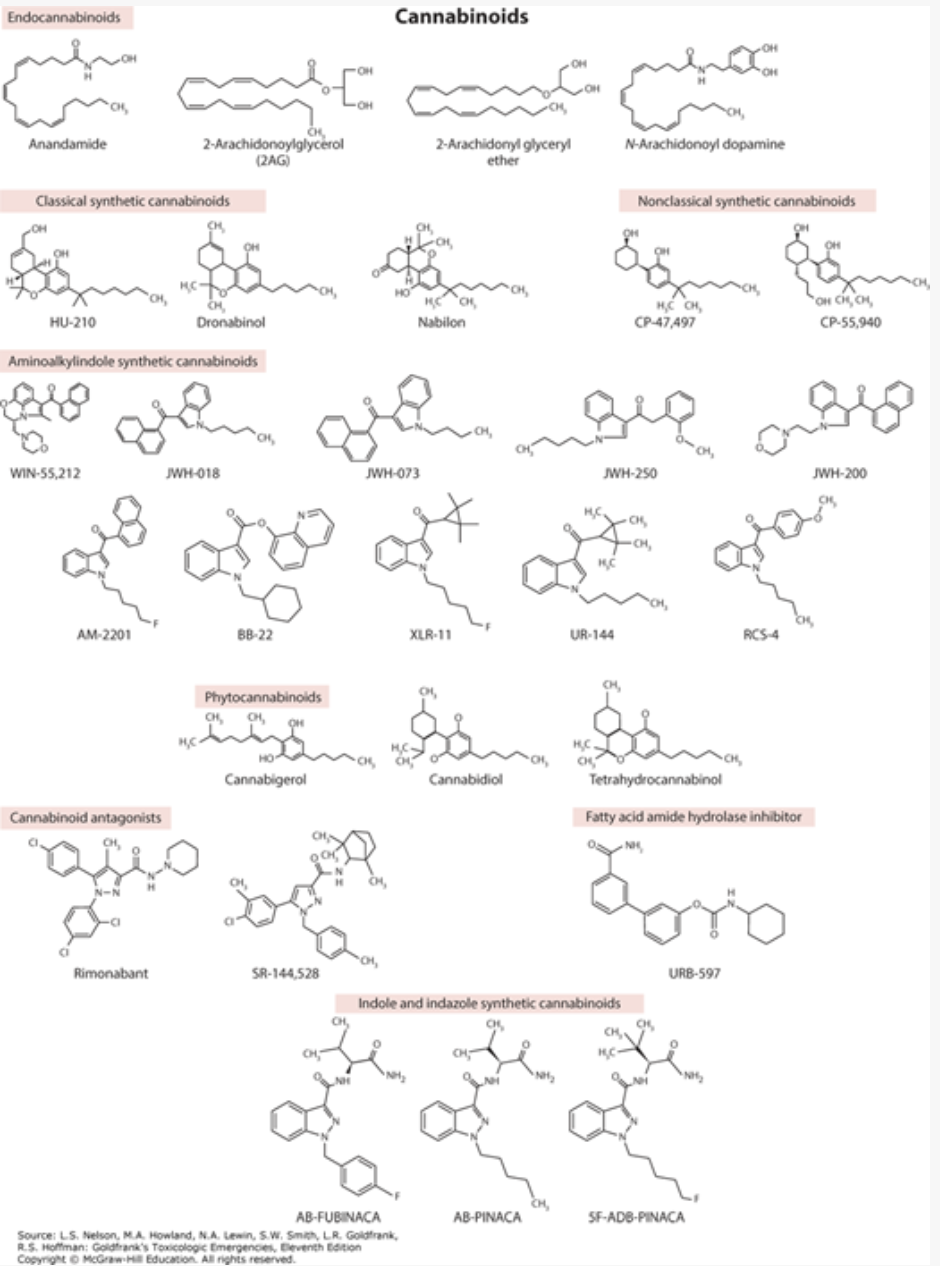 Cannabinoids
Endocannabinoids
Anandamide
2-Arachidonoylglycerol
(2AG)
2-Arachidonyl glyceryl
ether
N-Arachidonoyl dopamine
Classical synthetic cannabinoids
Nonclassical synthetic cannabinoids
HU-210
Dronabinol
Nabilon
CP-47,497
CP-55,940
Aminoalkylindole synthetic cannabinoids
WIN-55,212
JWH-018
JWH-073
JWH-250
JWH-200
AM-2201
BB-22
XLR-11
UR-144
RCS-4
Phytocannabinoids
Cannabigerol
Cannabidiol
Tetrahydrocannabinol
Cannabinoid antagonists
Fatty acid amide hydrolase inhibitor
Rimonabant
SR-144,528
URB-597
Indole and indazole synthetic cannabinoids
AB-FUBINACA
AB-PINACA
5F-ADB-PINACA
Source: L.S. Nelson, M.A. Howland, N.A. Lewin, S.W. Smith, L.R. Goldfrank,
R.S. Hoffman: Goldfrank's Toxicologic Emergencies, Eleventh Edition
Copyright © McGraw-Hill Education. All rights reserved.